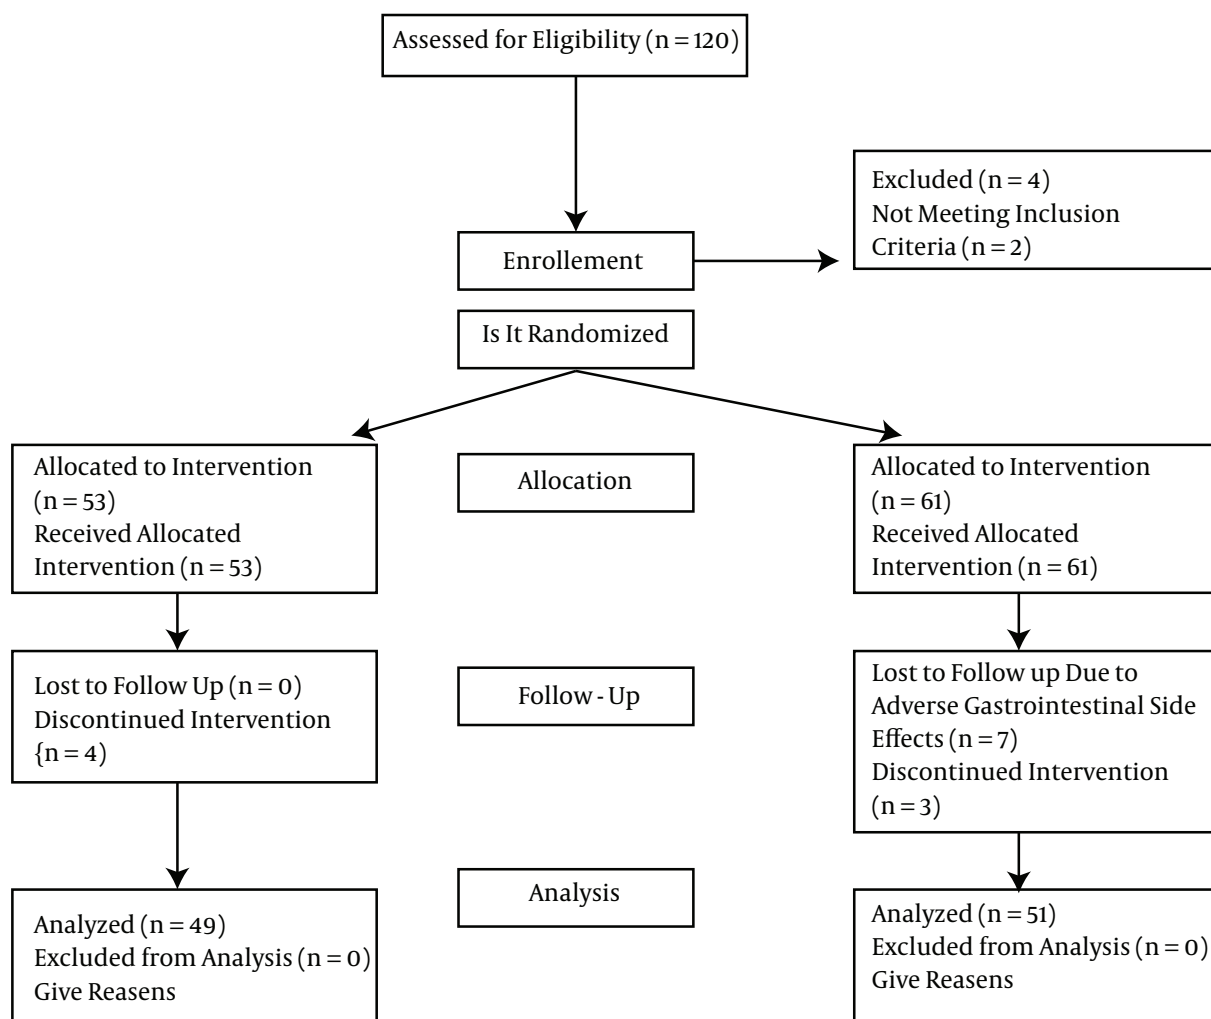 Assessed for Eligibility (n = 120)
Excluded (n = 4)
Not Meeting Inclusion
Criteria (n = 2)
Enrollement
Is It Randomized
Allocated to Intervention
(n = 53)
Received Allocated
Intervention (n = 53)
Allocation
Allocated to Intervention
(n = 61)
Received Allocated
Intervention (n = 61)
Lost to Follow Up (n = 0)
Discontinued Intervention
{n = 4)
Follow - Up
Lost to Follow up Due to
Adverse Gastrointestinal Side
Effects (n = 7)
Discontinued Intervention
(n = 3)
Analysis
Analyzed (n = 49)
Excluded from Analysis (n = 0)
Give Reasens
Analyzed (n = 51)
Excluded from Analysis (n = 0)
Give Reasons